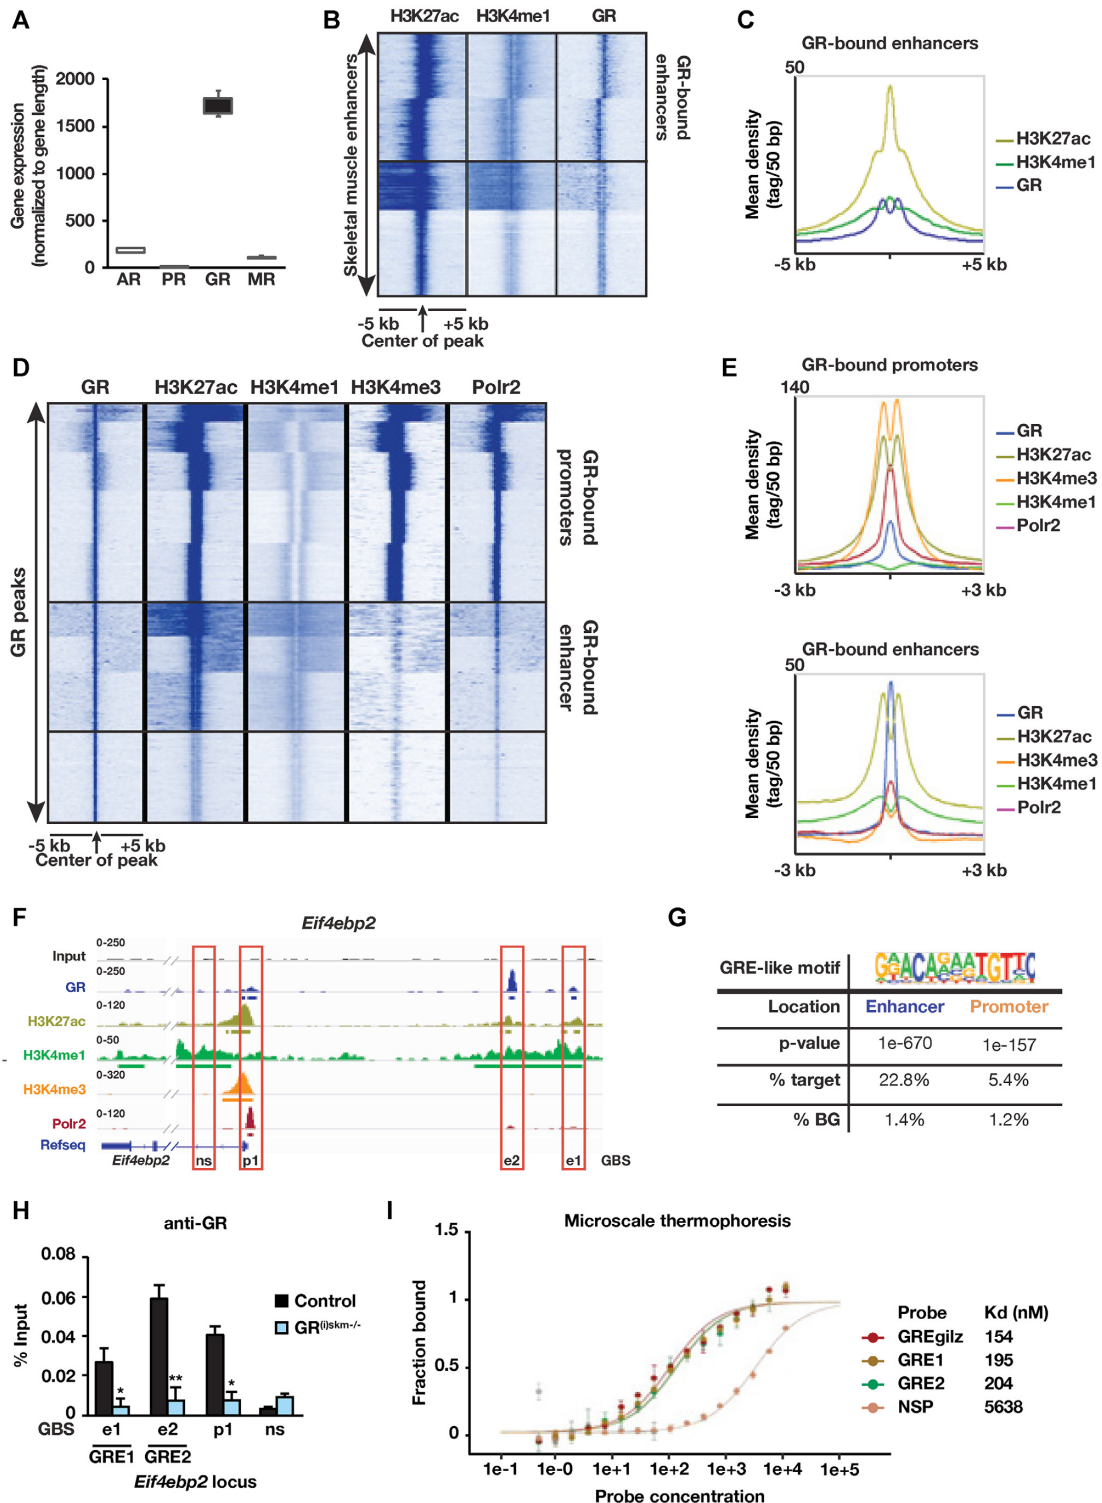 A
Gene expression
(normalized to gene length)
2000
1500
1000
500
0
AR PR GR MR
B
H3K27ac H3K4me1 GR
Skeletal muscle enhancers
GR-bound
enhancers
-5 kb +5 kb
Center of peak
C
GR-bound enhancers
50
Mean density
(tag/50 bp)
H3K27ac
H3K4me1
GR
-5 kb +5 kb
D
GR H3K27ac H3K4me1 H3K4me3 Polr2
GR peaks
GR-bound
promoters
GR-bound
enhancer
-5 kb +5 kb
Center of peak
E
GR-bound promoters
140
Mean density
(tag/50 bp)
GR
H3K27ac
H3K4me3
H3K4me1
Polr2
-3 kb +3 kb
GR-bound enhancers
50
Mean density
(tag/50 bp)
GR
H3K27ac
H3K4me3
H3K4me1
Polr2
-3 kb +3 kb
F
Eif4ebp2
Input 0-250
GR 0-250
H3K27ac 0-120
H3K4me1 0-50
H3K4me3 0-320
Polr2 0-120
Refseq
Eif4ebp2 ns p1 e2 e1 GBS
G
GRE-like motif
Location Enhancer Promoter
p-value 1e-670 1e-157
% target 22.8% 5.4%
% BG 1.4% 1.2%
H
anti-GR
% Input
0.08
0.06
0.04
0.02
0
Control
GR(i)skm-/-
* ** *
GBS e1 e2 p1 ns
GRE1 GRE2
Eif4ebp2 locus
I
Microscale thermophoresis
Fraction bound
1.5
1
0.5
0
1e-1 1e-0 1e+1 1e+2 1e+3 1e+4 1e+5
Probe concentration
Probe Kd (nM)
GREgilz 154
GRE1 195
GRE2 204
NSP 5638